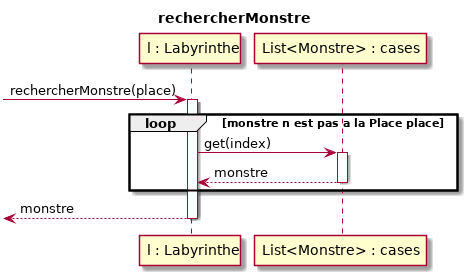 rechercherMonstre
l : Labyrinthe
List<Monstre> : cases
rechercherMonstre(place)
loop
[monstre n est pas a la Place place]
get(index)
monstre
monstre
l : Labyrinthe
List<Monstre> : cases